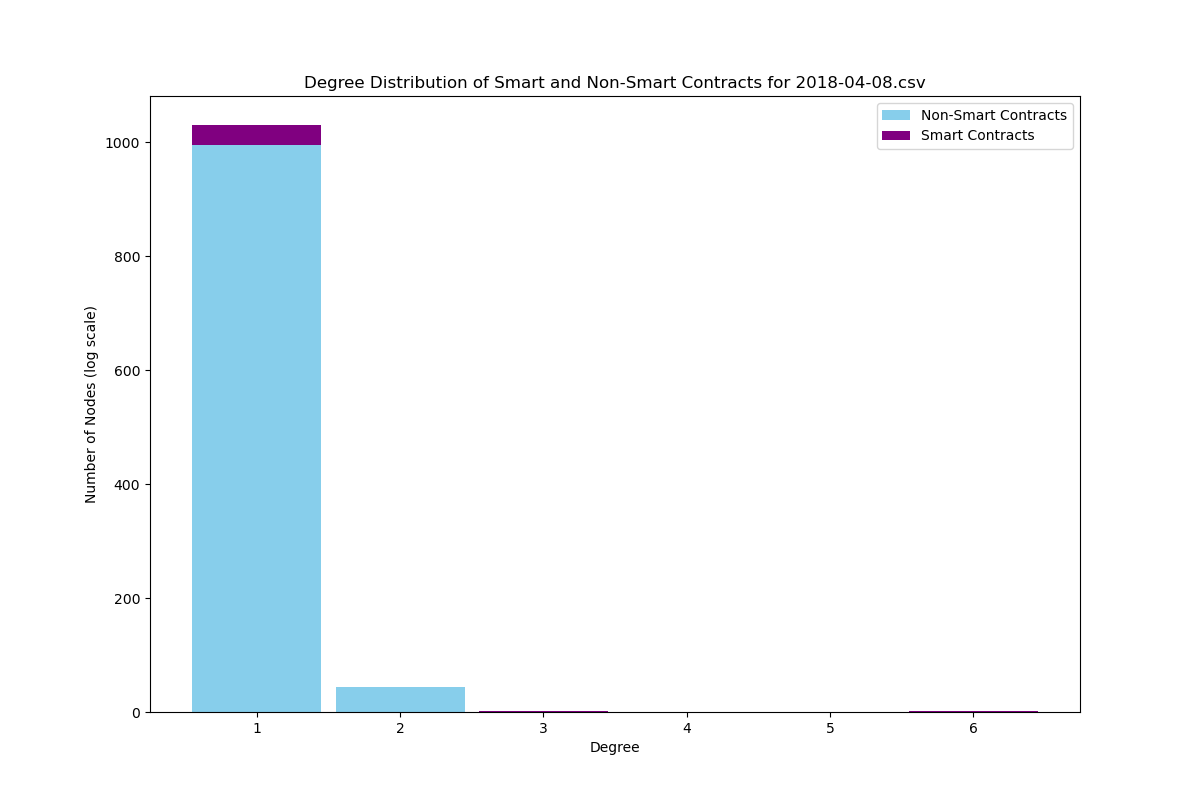 Degree Distribution of Smart and Non-Smart Contracts for 2018-04-08.csv
Non-Smart Contracts
Smart Contracts
1000
800
600
400
200
0
Number of Nodes (log scale)
1 2 3 4 5 6
Degree